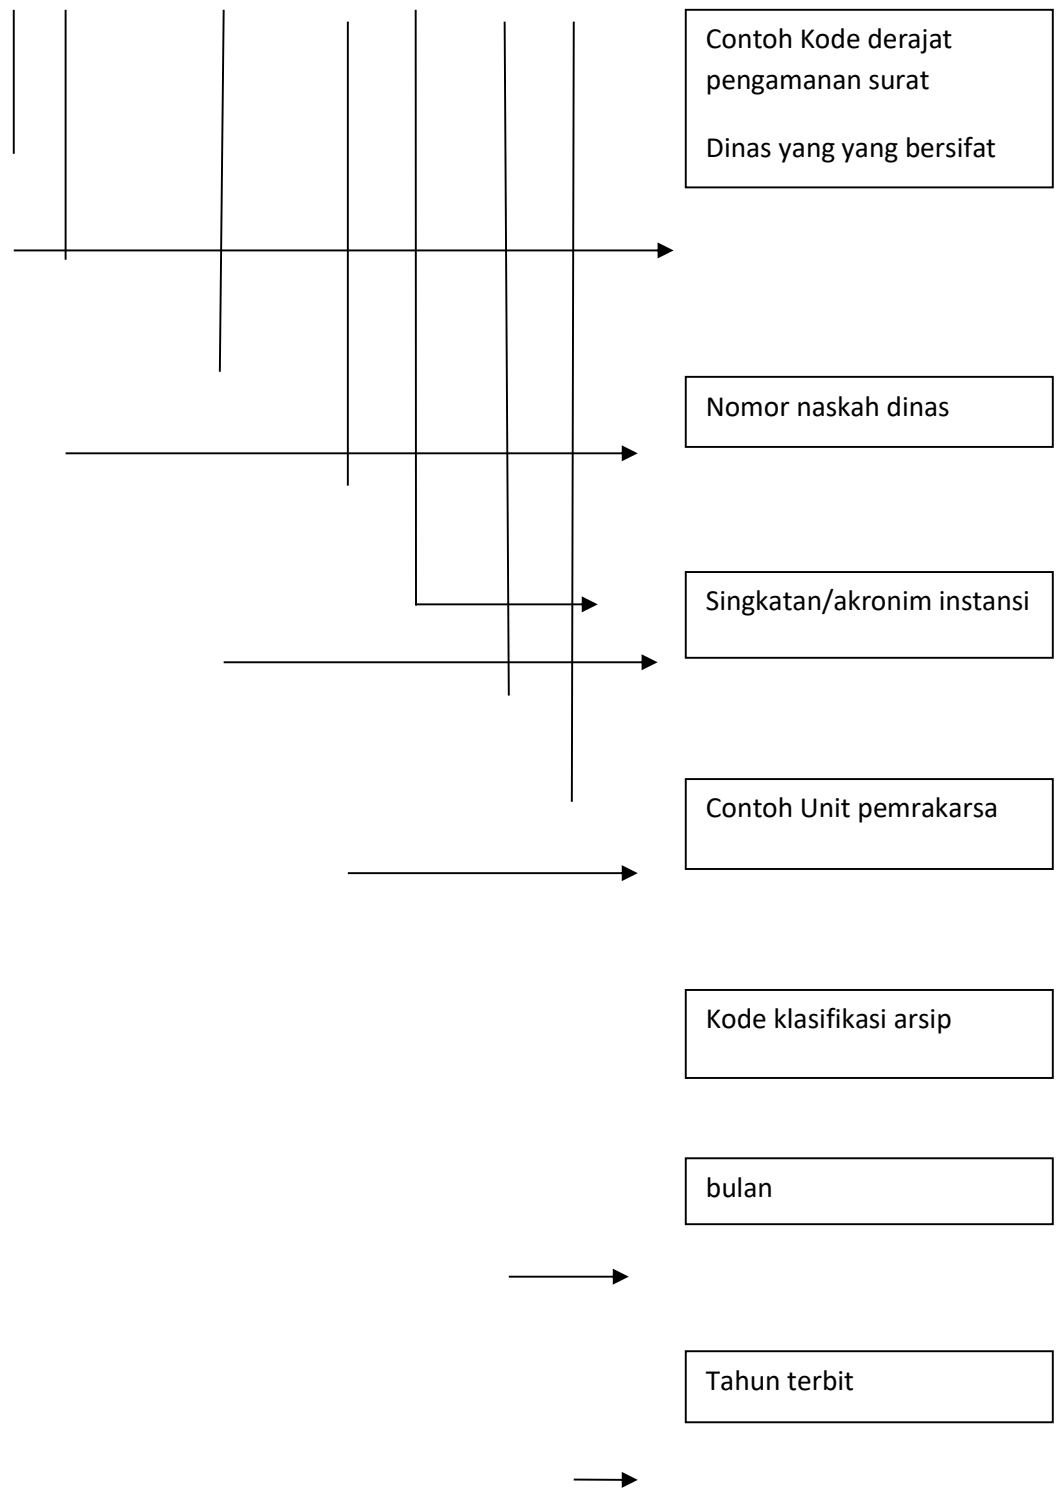 Contoh Kode derajat
pengamanan surat
Dinas yang yang bersifat
Nomor naskah dinas
Singkatan/akronim instansi
Contoh Unit pemrakarsa
Kode klasifikasi arsip
bulan
Tahun terbit